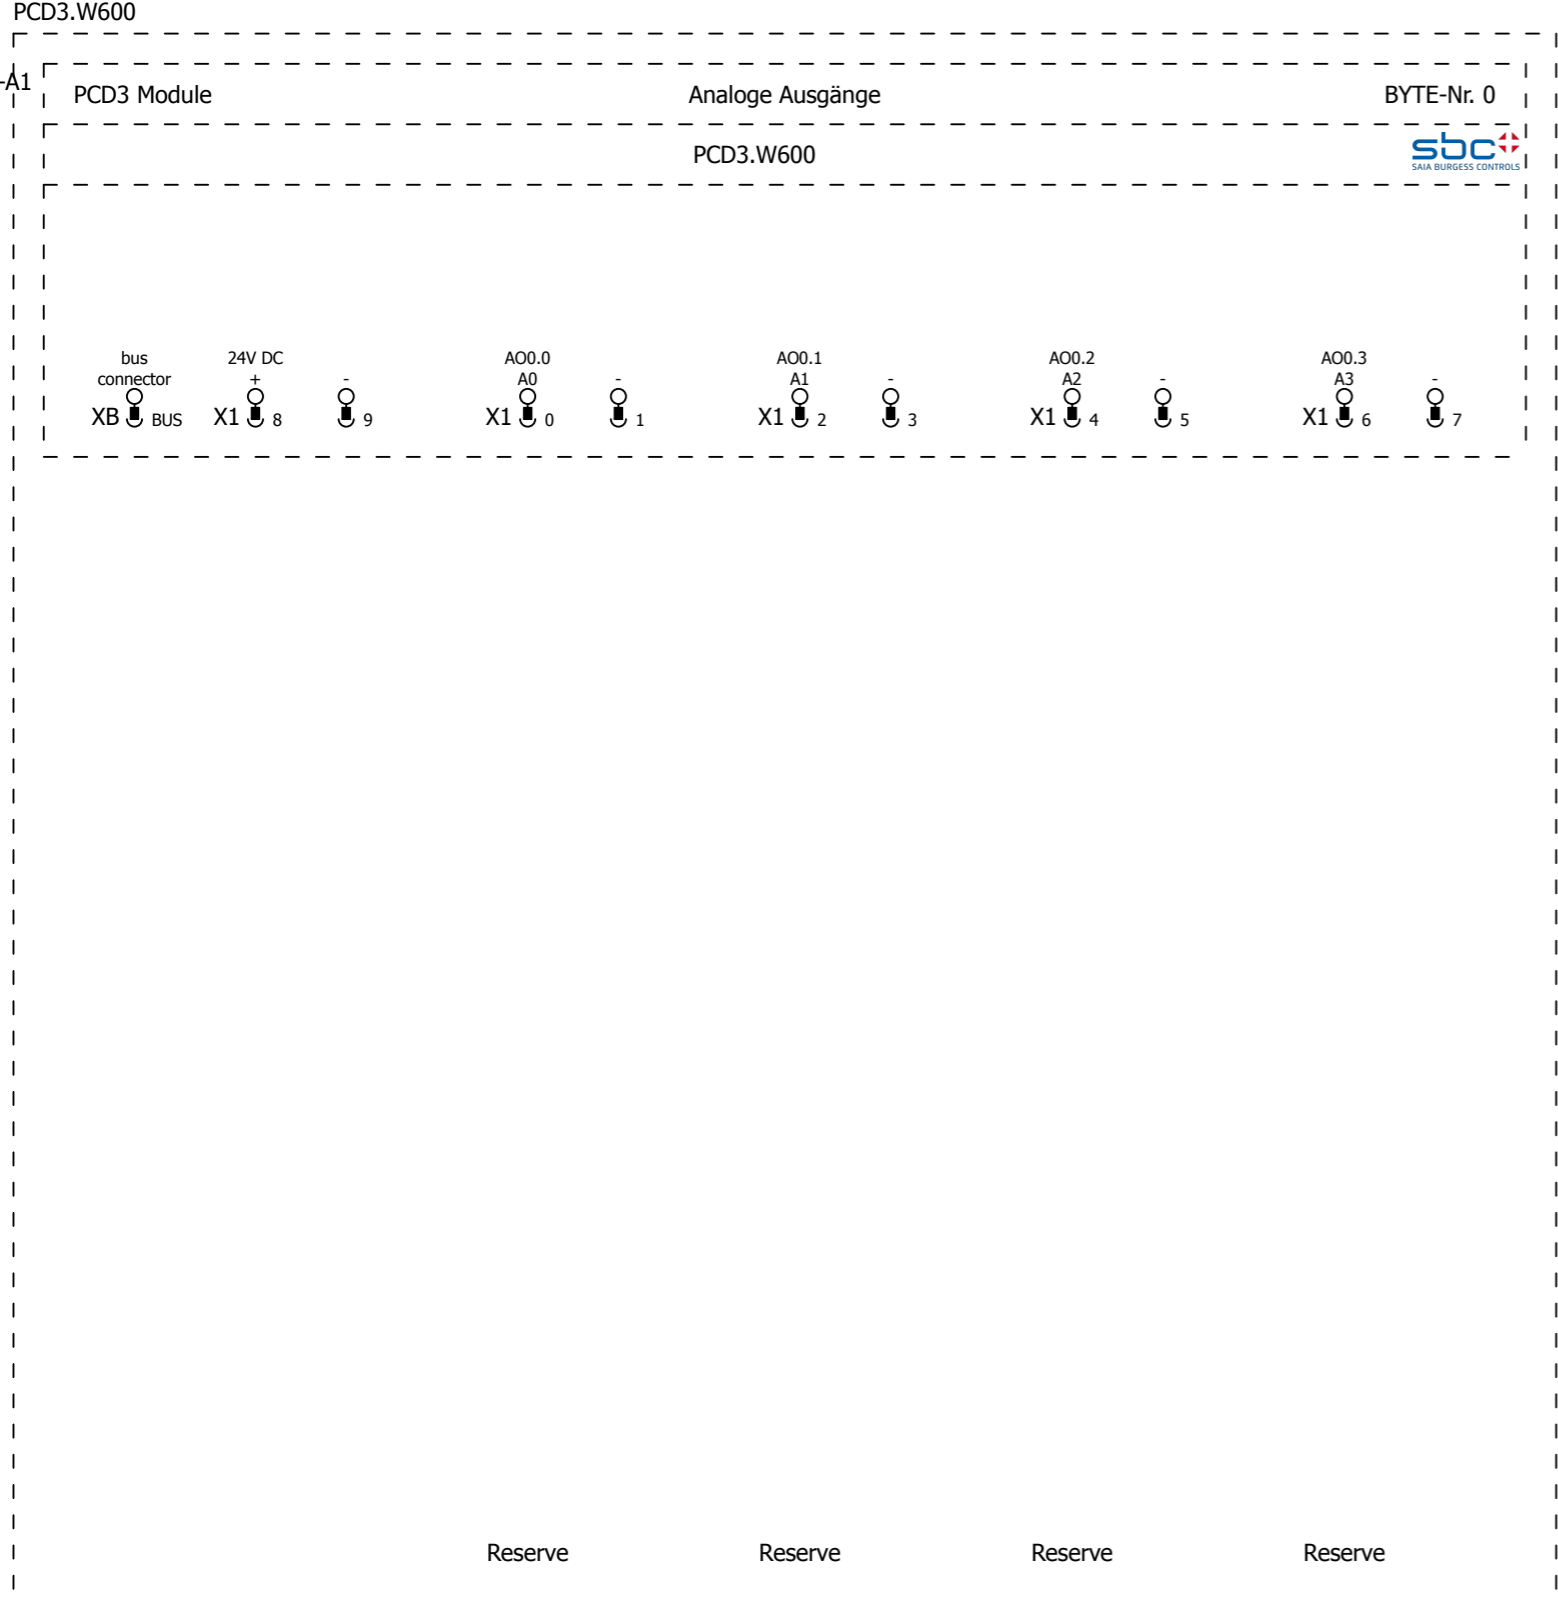 PCD3.W600
-A1
PCD3 Module Analoge Ausgänge BYTE-Nr. 0
PCD3.W600
sbc
SAIA BURGESS CONTROLS
bus 24V DC AO0.0 AO0.1 AO0.2 AO0.3
connector + - A0 - A1 - A2 - A3 -
XB BUS X1 8 9 X1 0 1 X1 2 3 X1 4 5 X1 6 7
Reserve Reserve Reserve Reserve